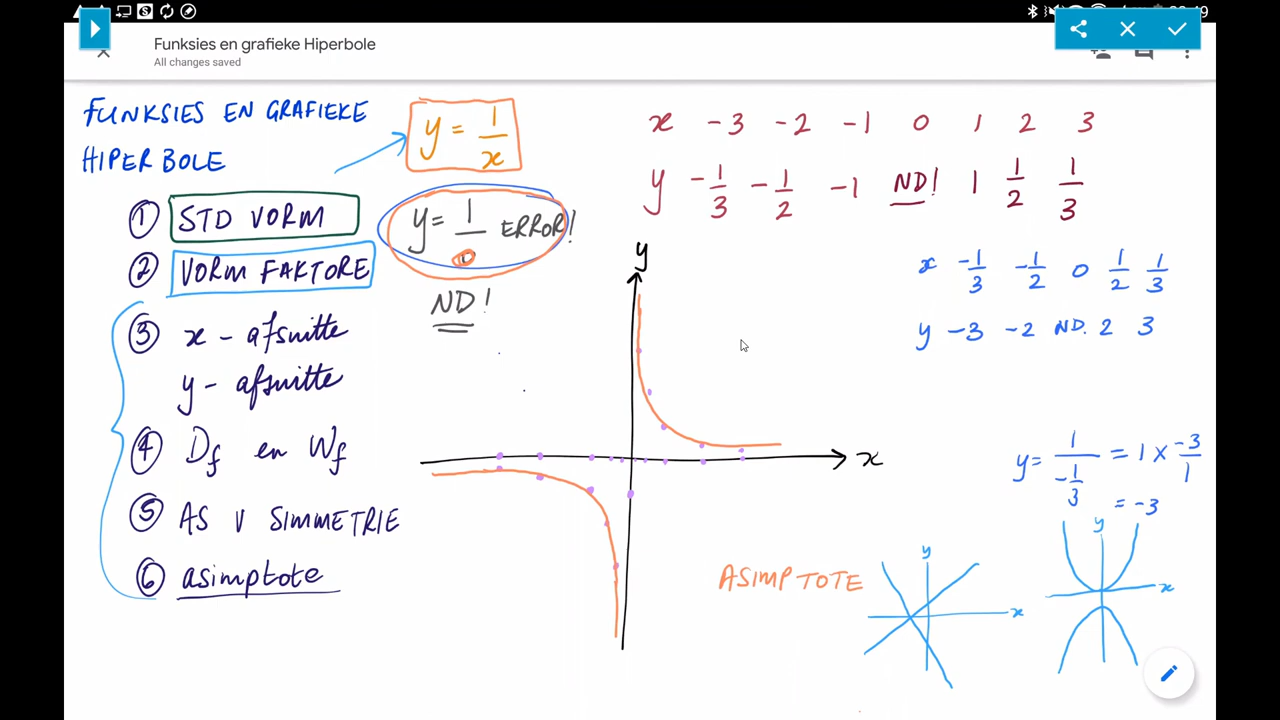 Funksies en grafieke Hiperbole
All changes saved
FUNKSIES EN GRAFIEKE
HIPERBOLE
y = 1/x
① STD VORM
② VORM FAKTORE
③ x - afsnitte
y - afsnitte
④ Df en Wf
⑤ AS V SIMMETRIE
⑥ asimptote
y = 1/0 ERROR!
ND!
x -3 -2 -1 0 1 2 3
y -1/3 -1/2 -1 ND! 1 1/2 1/3
x -1/3 -1/2 0 1/2 1/3
y -3 -2 ND. 2 3
y
x
y = 1/(-1/3) = 1 × -3/1
= -3
ASIMPTOTE
y
x
y
x